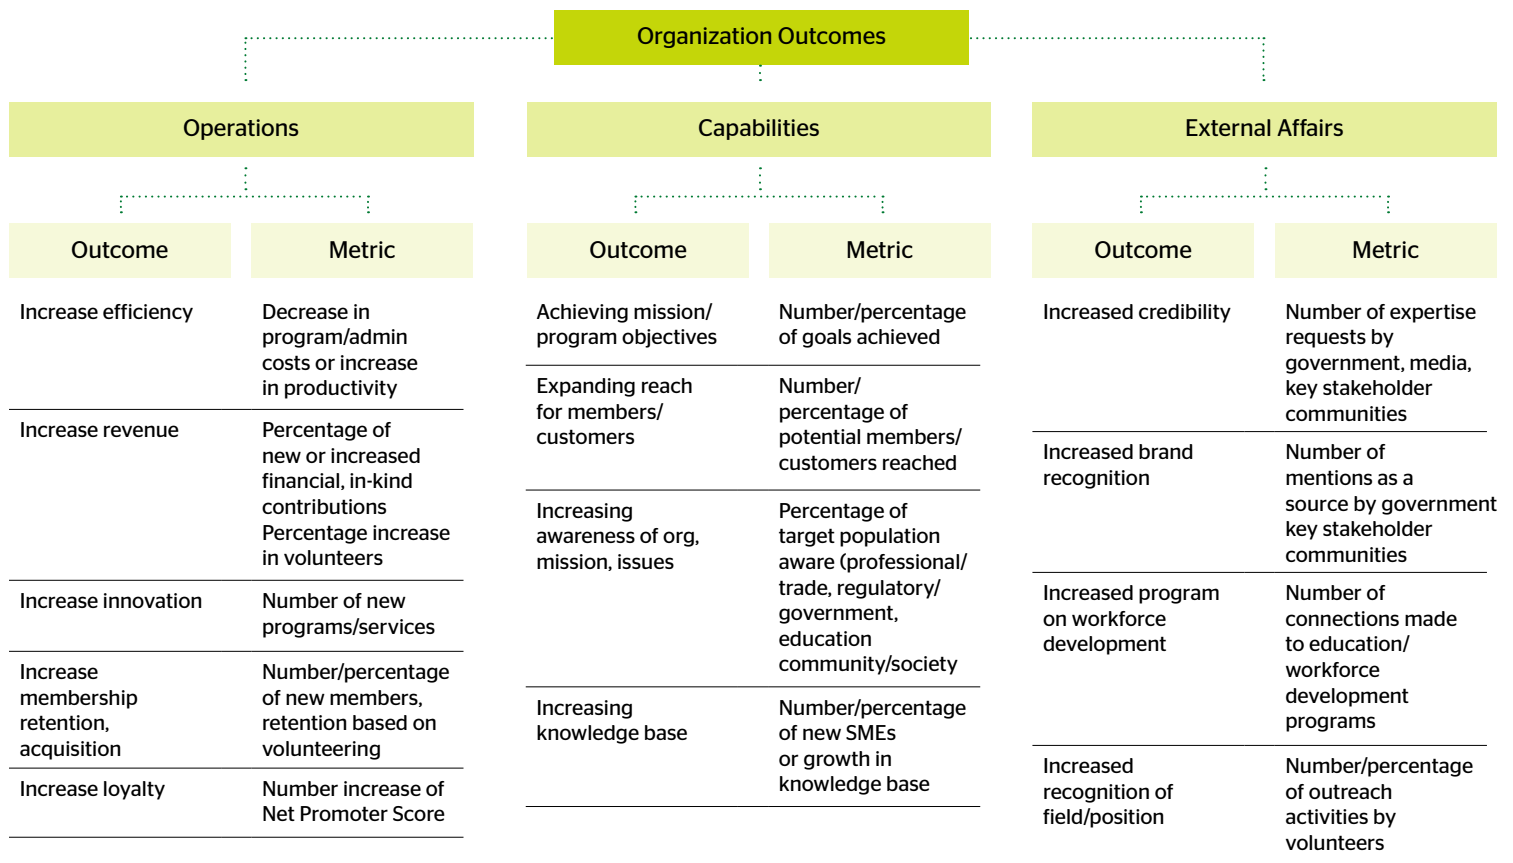 Organization Outcomes
Operations
Capabilities
External Affairs
Outcome
Metric
Outcome
Metric
Outcome
Metric
Increase efficiency
Decrease in
program/admin
costs or increase
in productivity
Increase revenue
Percentage of
new or increased
financial, in-kind
contributions
Percentage increase
in volunteers
Increase innovation
Number of new
programs/services
Increase
membership
retention,
acquisition
Number/percentage
of new members,
retention based on
volunteering
Increase loyalty
Number increase of
Net Promoter Score
Achieving mission/
program objectives
Number/percentage
of goals achieved
Expanding reach
for members/
customers
Number/
percentage of
potential members/
customers reached
Increasing
awareness of org,
mission, issues
Percentage of
target population
aware (professional/
trade, regulatory/
government,
education
community/society
Increasing
knowledge base
Number/percentage
of new SMEs
or growth in
knowledge base
Increased credibility
Number of expertise
requests by
government, media,
key stakeholder
communities
Increased brand
recognition
Number of
mentions as a
source by government
key stakeholder
communities
Increased program
on workforce
development
Number of
connections made
to education/
workforce
development
programs
Increased
recognition of
field/position
Number/percentage
of outreach
activities by
volunteers